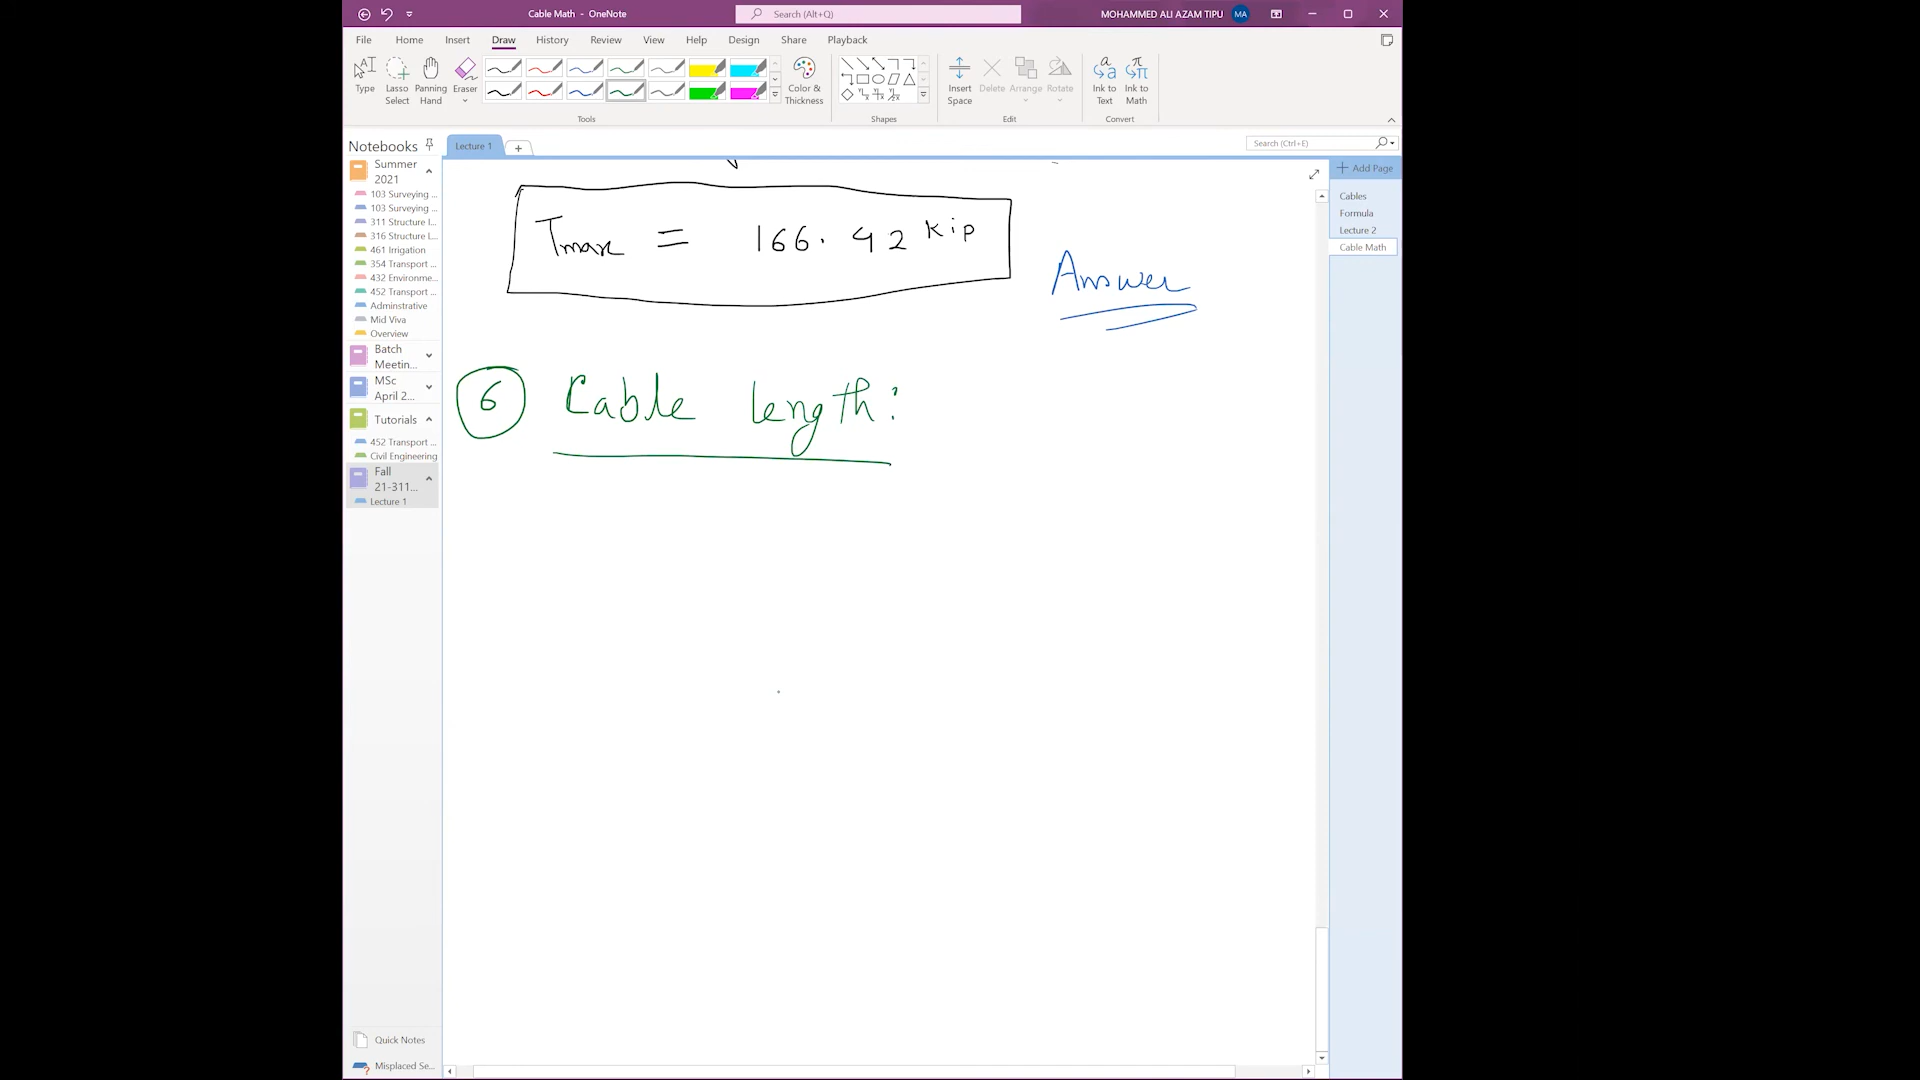 Cable Math - OneNote
Search (Alt+Q)
MOHAMMED ALI AZAM TIPU
MA
File Home Insert Draw History Review View Help Design Share Playback
Type
Lasso Select
Panning Hand
Eraser
Color & Thickness
Insert Space
Delete
Arrange
Rotate
Ink to Text
Ink to Math
Tools
Shapes
Edit
Convert
Notebooks
Lecture 1
Search (Ctrl+E)
Summer 2021
103 Surveying ...
103 Surveying ...
311 Structure I...
316 Structure L...
461 Irrigation
354 Transport ...
432 Environme...
452 Transport ...
Adminstrative
Mid Viva
Overview
Batch Meetin...
MSc April 2...
Tutorials
452 Transport ...
Civil Engineering
Fall 21-311...
Lecture 1
Quick Notes
Misplaced Se...
Tmax = 166.42 kip
Answer
6 Cable length:
Add Page
Cables
Formula
Lecture 2
Cable Math